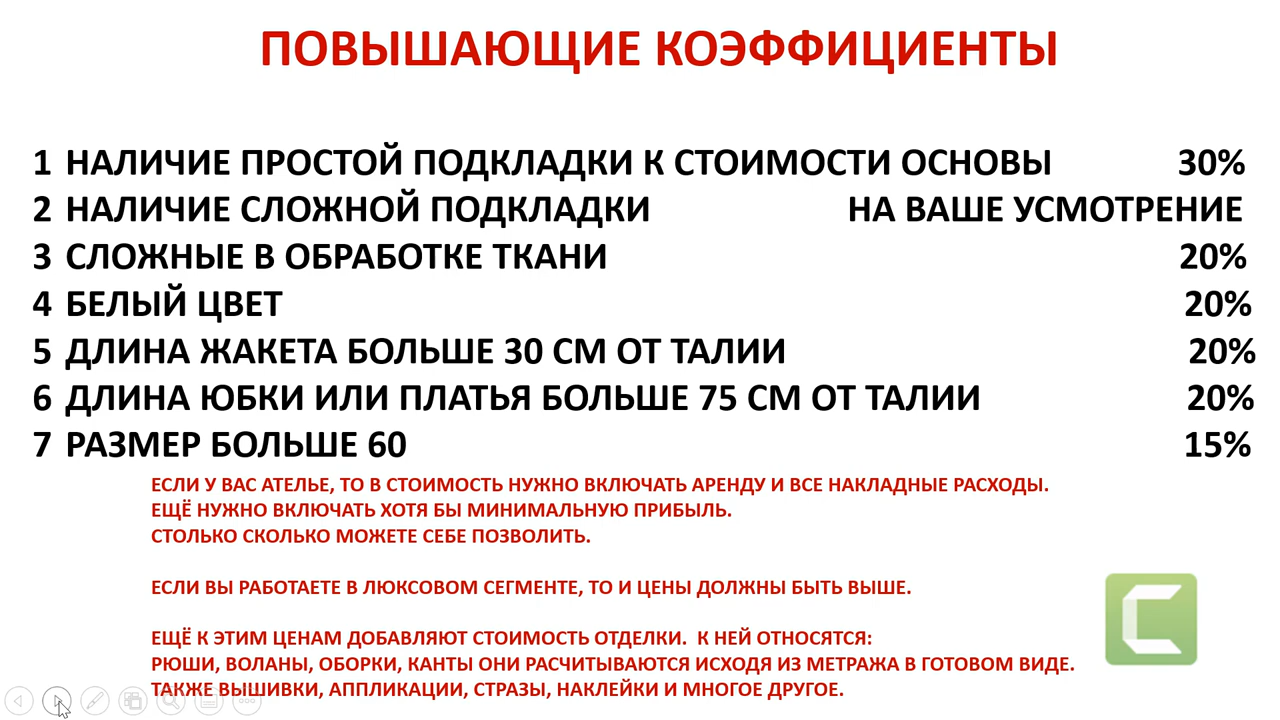 ПОВЫШАЮЩИЕ КОЭФФИЦИЕНТЫ
1 НАЛИЧИЕ ПРОСТОЙ ПОДКЛАДКИ К СТОИМОСТИ ОСНОВЫ 30%
2 НАЛИЧИЕ СЛОЖНОЙ ПОДКЛАДКИ НА ВАШЕ УСМОТРЕНИЕ
3 СЛОЖНЫЕ В ОБРАБОТКЕ ТКАНИ 20%
4 БЕЛЫЙ ЦВЕТ 20%
5 ДЛИНА ЖАКЕТА БОЛЬШЕ 30 СМ ОТ ТАЛИИ 20%
6 ДЛИНА ЮБКИ ИЛИ ПЛАТЬЯ БОЛЬШЕ 75 СМ ОТ ТАЛИИ 20%
7 РАЗМЕР БОЛЬШЕ 60 15%
ЕСЛИ У ВАС АТЕЛЬЕ, ТО В СТОИМОСТЬ НУЖНО ВКЛЮЧАТЬ АРЕНДУ И ВСЕ НАКЛАДНЫЕ РАСХОДЫ.
ЕЩЁ НУЖНО ВКЛЮЧАТЬ ХОТЯ БЫ МИНИМАЛЬНУЮ ПРИБЫЛЬ.
СТОЛЬКО СКОЛЬКО МОЖЕТЕ СЕБЕ ПОЗВОЛИТЬ.
ЕСЛИ ВЫ РАБОТАЕТЕ В ЛЮКСОВОМ СЕГМЕНТЕ, ТО И ЦЕНЫ ДОЛЖНЫ БЫТЬ ВЫШЕ.
ЕЩЁ К ЭТИМ ЦЕНАМ ДОБАВЛЯЮТ СТОИМОСТЬ ОТДЕЛКИ. К НЕЙ ОТНОСЯТСЯ:
РЮШИ, ВОЛАНЫ, ОБОРКИ, КАНТЫ ОНИ РАСЧИТЫВАЮТСЯ ИСХОДЯ ИЗ МЕТРАЖА В ГОТОВОМ ВИДЕ.
ТАКЖЕ ВЫШИВКИ, АППЛИКАЦИИ, СТРАЗЫ, НАКЛЕЙКИ И МНОГОЕ ДРУГОЕ.